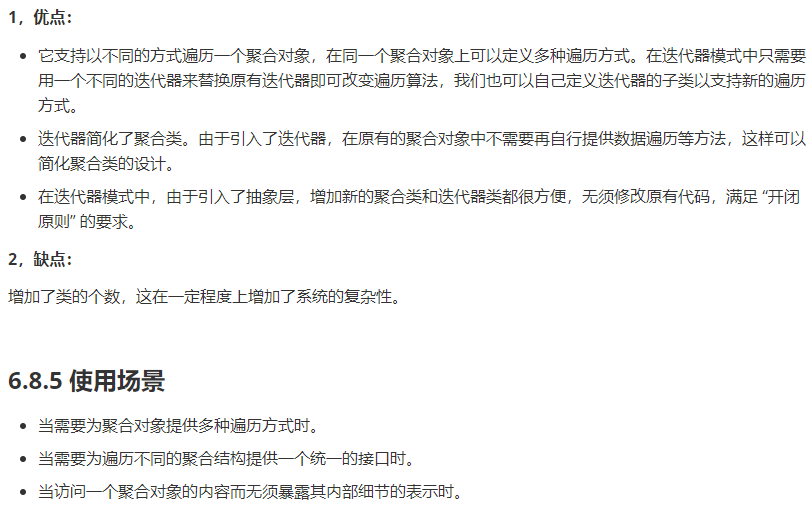 1，优点：
它支持以不同的方式遍历一个聚合对象，在同一个聚合对象上可以定义多种遍历方式。在迭代器模式中只需要
用一个不同的迭代器来替换原有迭代器即可改变遍历算法，我们也可以自己定义迭代器的子类以支持新的遍历
方式。
迭代器简化了聚合类。由于引入了迭代器，在原有的聚合对象中不需要再自行提供数据遍历等方法，这样可以
简化聚合类的设计。
在迭代器模式中，由于引入了抽象层，增加新的聚合类和迭代器类都很方便，无须修改原有代码，满足 “开闭
原则” 的要求。
2，缺点：
增加了类的个数，这在一定程度上增加了系统的复杂性。
6.8.5 使用场景
当需要为聚合对象提供多种遍历方式时。
当需要为遍历不同的聚合结构提供一个统一的接口时。
当访问一个聚合对象的内容而无须暴露其内部细节的表示时。